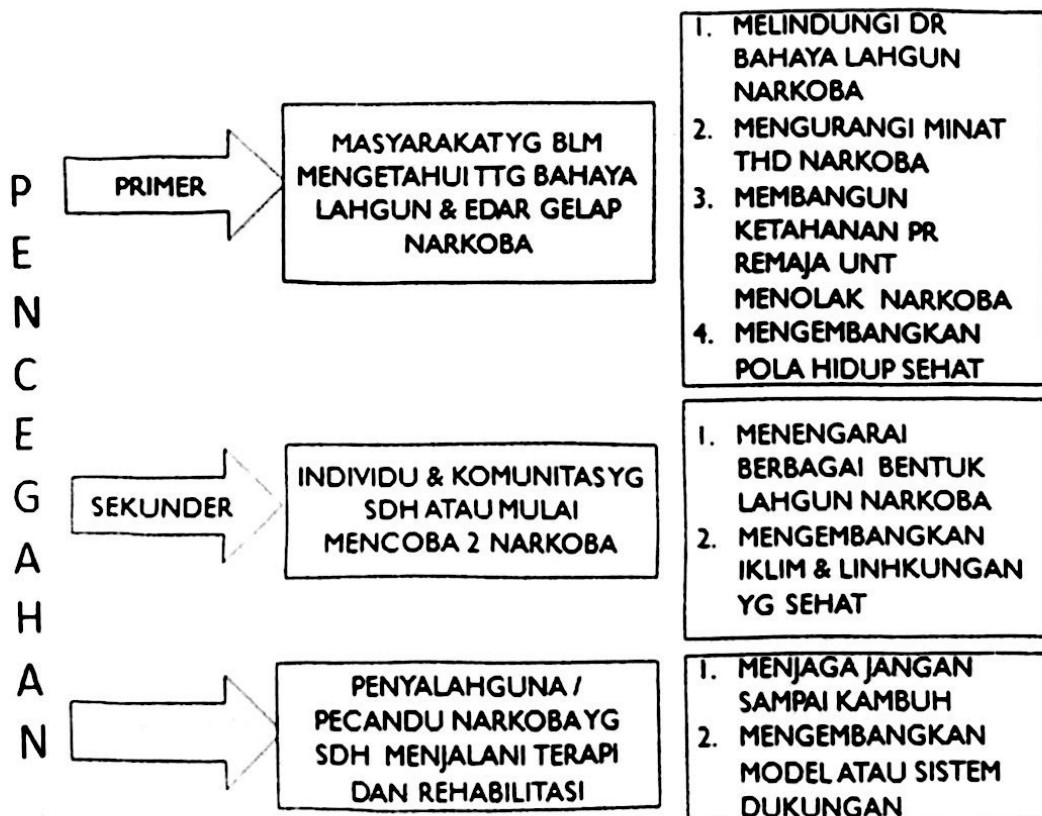 PENCEGAHAN
PRIMER
MASYARAKAT YG BLM
MENGETAHUI TTG BAHAYA
LAHGUN & EDAR GELAP
NARKOBA
1. MELINDUNGI DR
BAHAYA LAHGUN
NARKOBA
2. MENGURANGI MINAT
THD NARKOBA
3. MEMBANGUN
KETAHANAN PR
REMAJA UNT
MENOLAK NARKOBA
4. MENGEMBANGKAN
POLA HIDUP SEHAT
SEKUNDER
INDIVIDU & KOMUNITAS YG
SDH ATAU MULAI
MENCOBA 2 NARKOBA
1. MENENGARAI
BERBAGAI BENTUK
LAHGUN NARKOBA
2. MENGEMBANGKAN
IKLIM & LINHKUNGAN
YG SEHAT
PENYALAHGUNA /
PECANDU NARKOBA YG
SDH MENJALANI TERAPI
DAN REHABILITASI
1. MENJAGA JANGAN
SAMPAI KAMBUH
2. MENGEMBANGKAN
MODEL ATAU SISTEM
DUKUNGAN